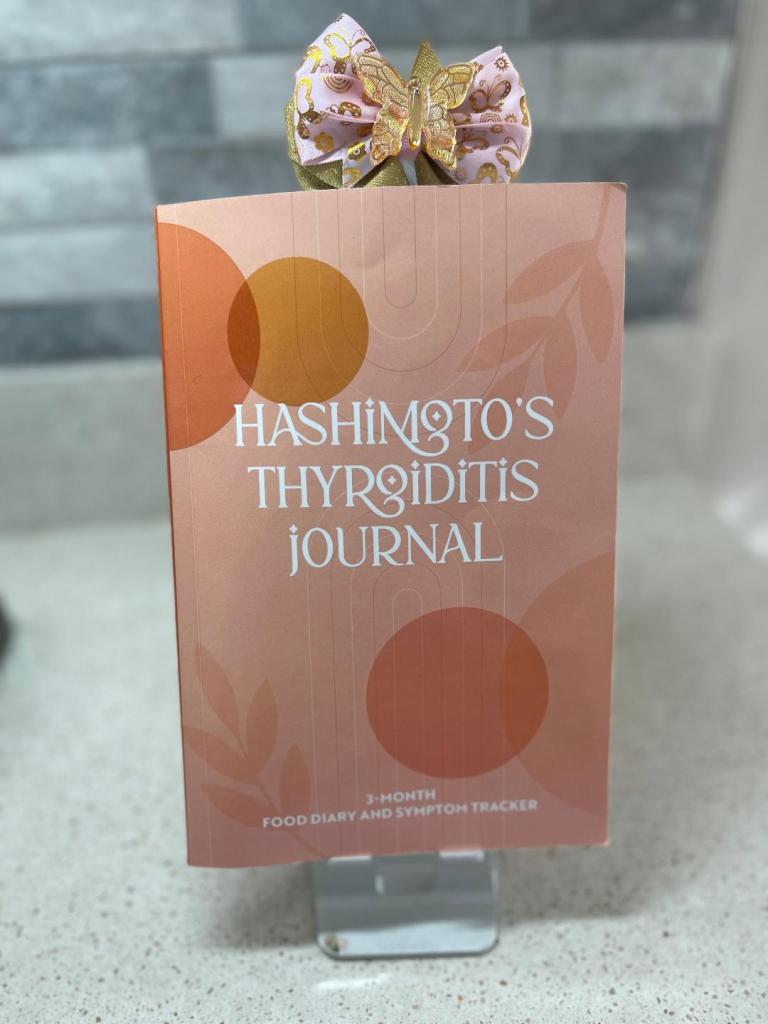 HASHiMOTO'S
THYROiDiTiS
jOURNAL
3-MONTH
FOOD DIARY AND SYMPTOM TRACKER